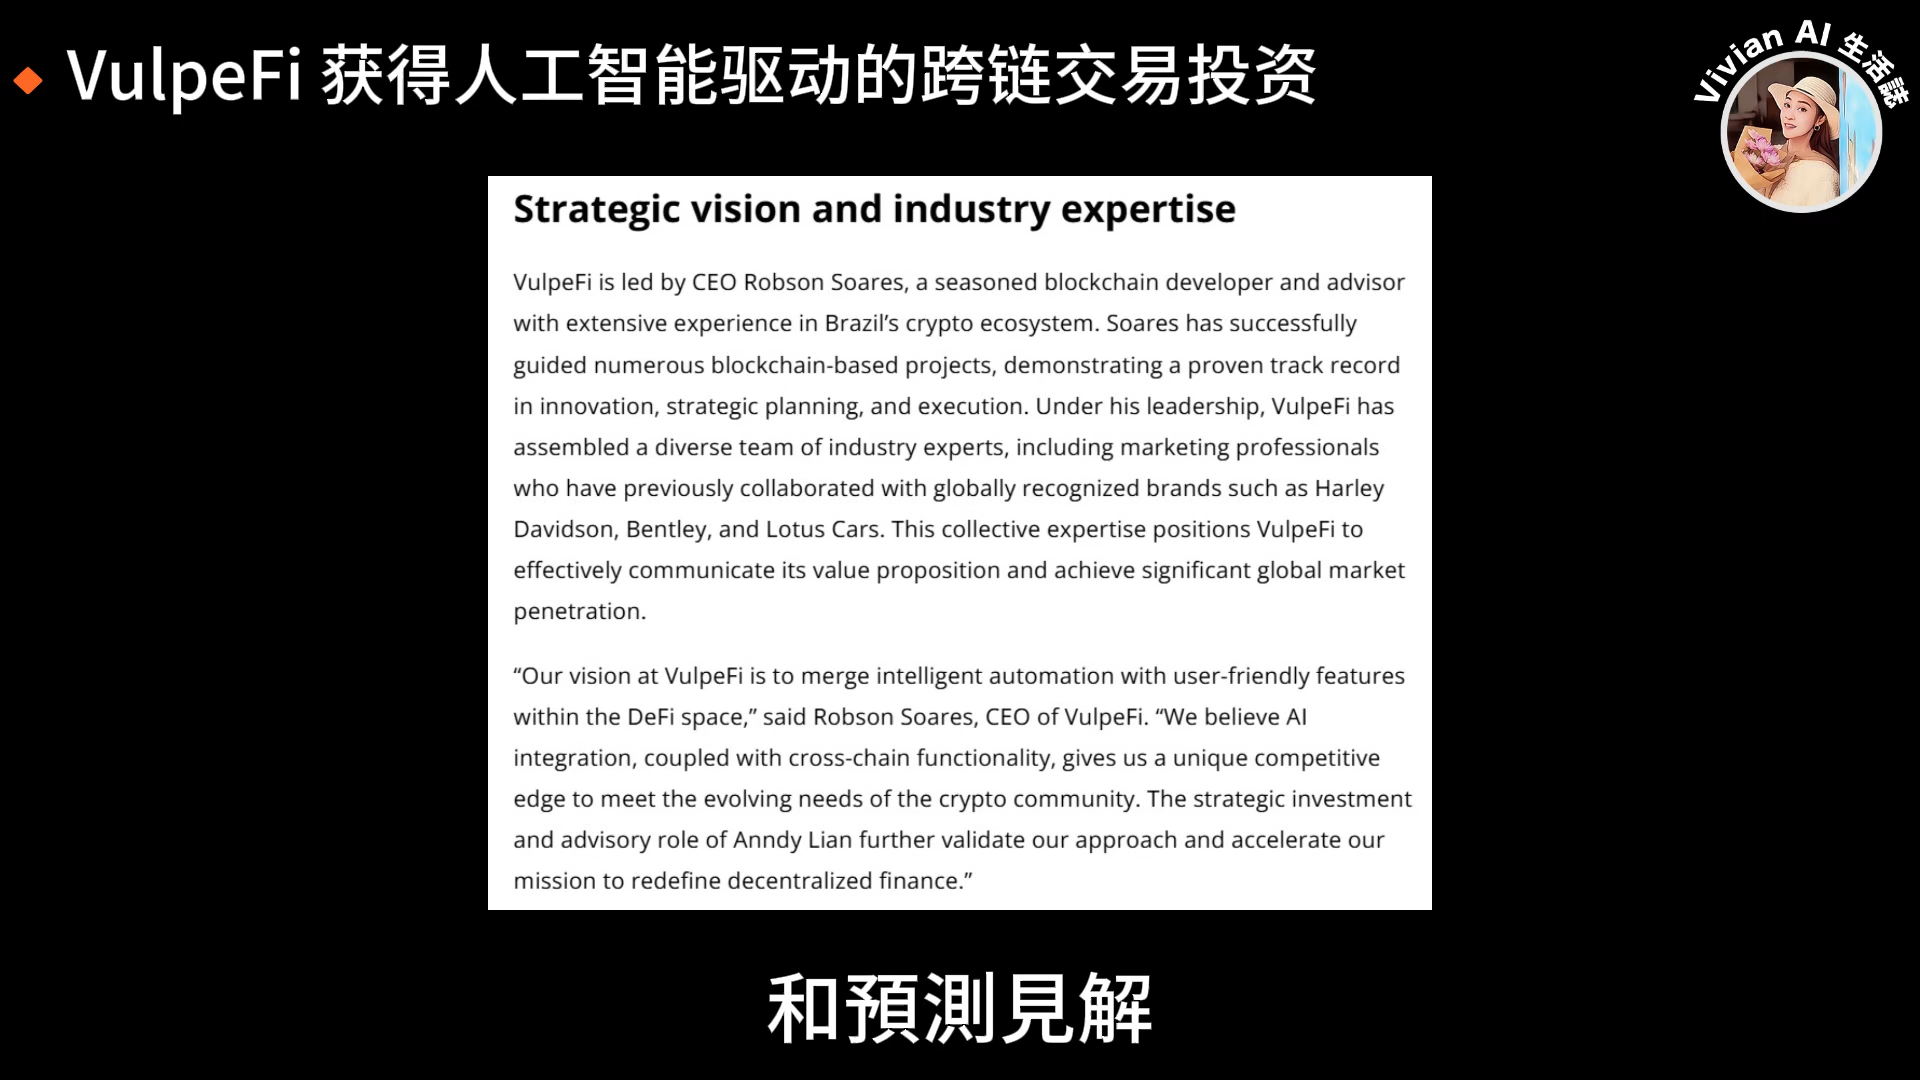 VulpeFi 获得人工智能驱动的跨链交易投资
Vivian AI 生活誌
Strategic vision and industry expertise
VulpeFi is led by CEO Robson Soares, a seasoned blockchain developer and advisor
with extensive experience in Brazil’s crypto ecosystem. Soares has successfully
guided numerous blockchain-based projects, demonstrating a proven track record
in innovation, strategic planning, and execution. Under his leadership, VulpeFi has
assembled a diverse team of industry experts, including marketing professionals
who have previously collaborated with globally recognized brands such as Harley
Davidson, Bentley, and Lotus Cars. This collective expertise positions VulpeFi to
effectively communicate its value proposition and achieve significant global market
penetration.
“Our vision at VulpeFi is to merge intelligent automation with user-friendly features
within the DeFi space,” said Robson Soares, CEO of VulpeFi. “We believe AI
integration, coupled with cross-chain functionality, gives us a unique competitive
edge to meet the evolving needs of the crypto community. The strategic investment
and advisory role of Anndy Lian further validate our approach and accelerate our
mission to redefine decentralized finance.”
和預測見解